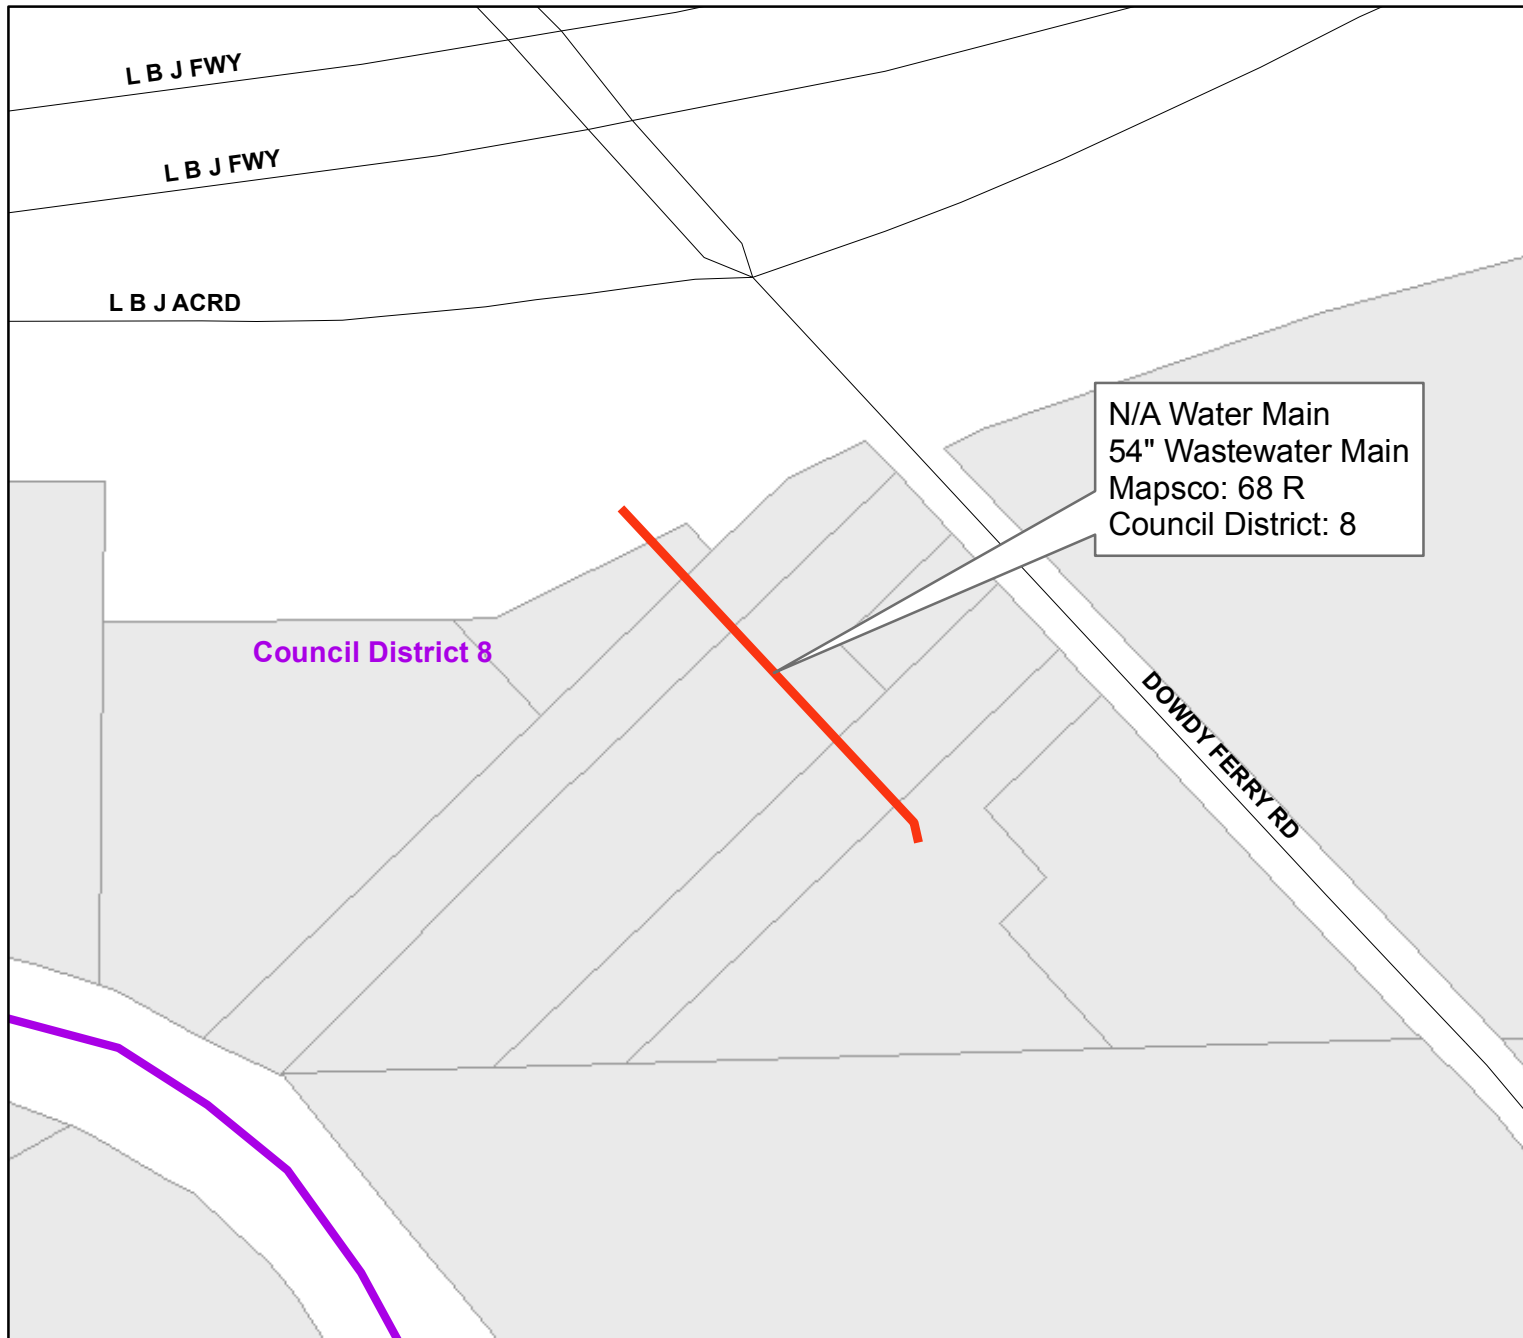 L B J FWY
L B J FWY
L B J ACRD
N/A Water Main
54" Wastewater Main
Mapsco: 68 R
Council District: 8
Council District 8
DOWDY FERRY RD